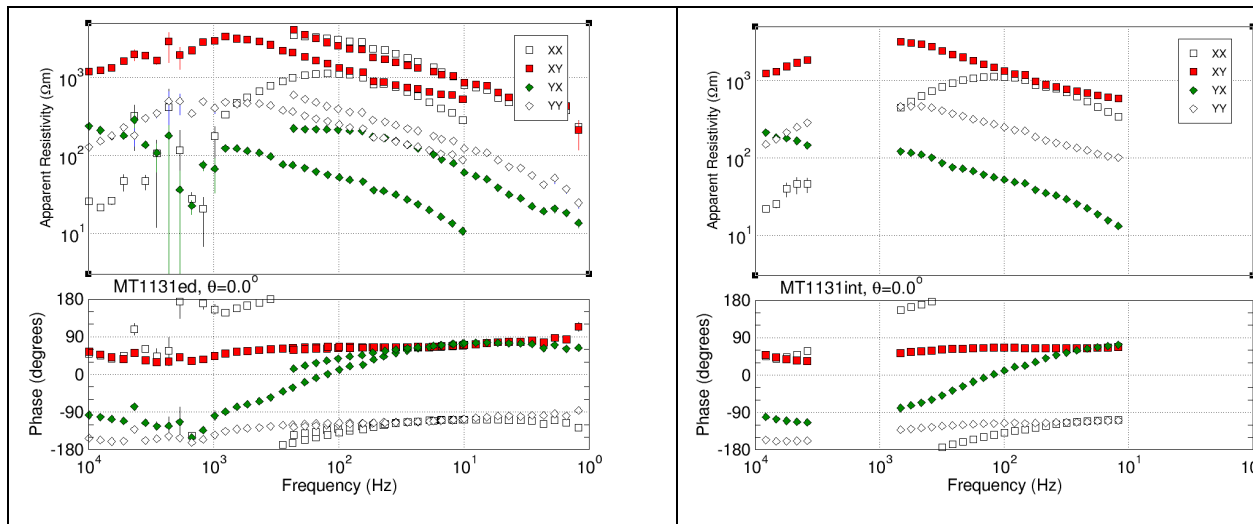 Apparent Resistivity (Ωm)
10³
10²
10¹
XX
XY
YX
YY
MT1131ed, θ=0.0°
Phase (degrees)
180
90
0
-90
-180
10⁴
10³
10²
10¹
10⁰
Frequency (Hz)
Apparent Resistivity (Ωm)
10³
10²
10¹
XX
XY
YX
YY
MT1131int, θ=0.0°
Phase (degrees)
180
90
0
-90
-180
10⁴
10³
10²
10¹
10
Frequency (Hz)